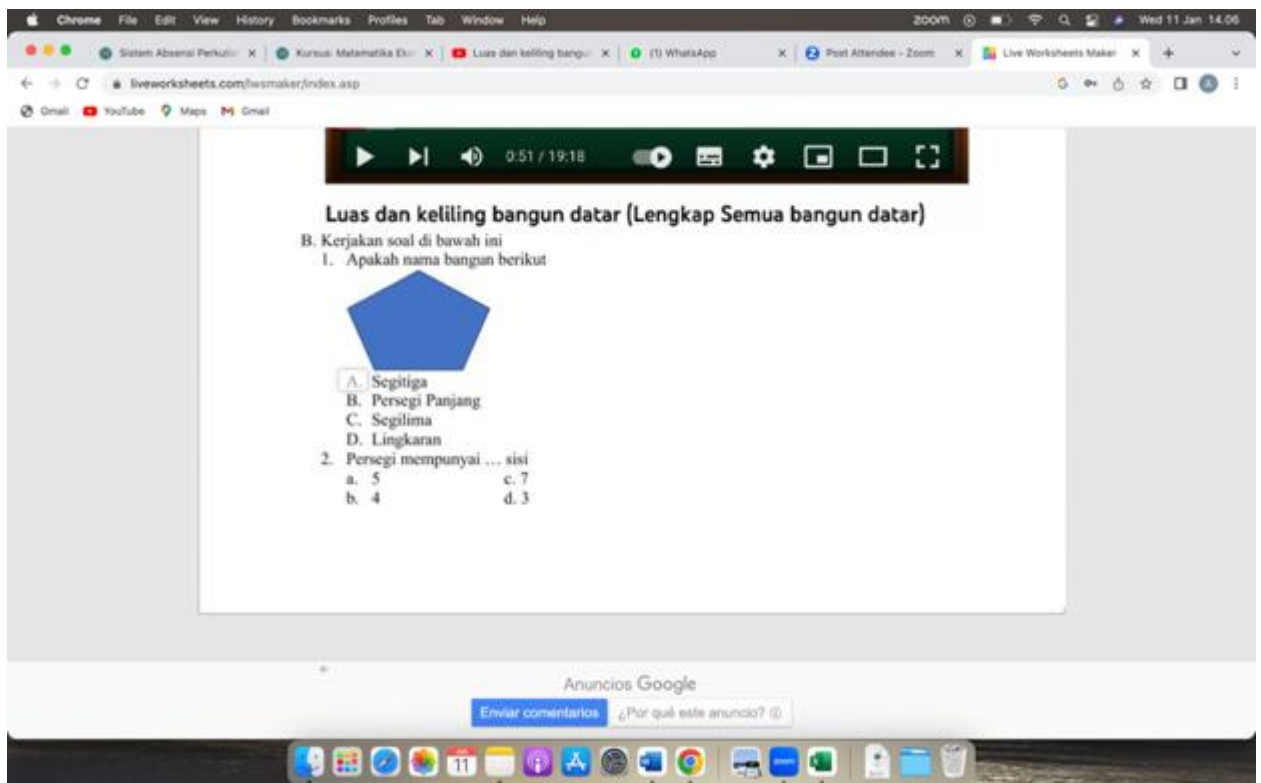 Chrome File Edit View History Bookmarks Profiles Tab Window Help zoom Wed 11 Jan 14.06
Sistem Absensi Perkulia Kursus: Matematika Luas dan keliling bangu (1) WhatsApp Post Attendee - Zoom Live Worksheets Maker
liveworksheets.com/lwsmaker/index.asp
Gmail YouTube Maps Gmail
0:51 / 19:18
Luas dan keliling bangun datar (Lengkap Semua bangun datar)
B. Kerjakan soal di bawah ini
1. Apakah nama bangun berikut
A. Segitiga
B. Persegi Panjang
C. Segilima
D. Lingkaran
2. Persegi mempunyai ... sisi
a. 5 c. 7
b. 4 d. 3
Anuncios Google
Enviar comentarios ¿Por qué este anuncio?
11